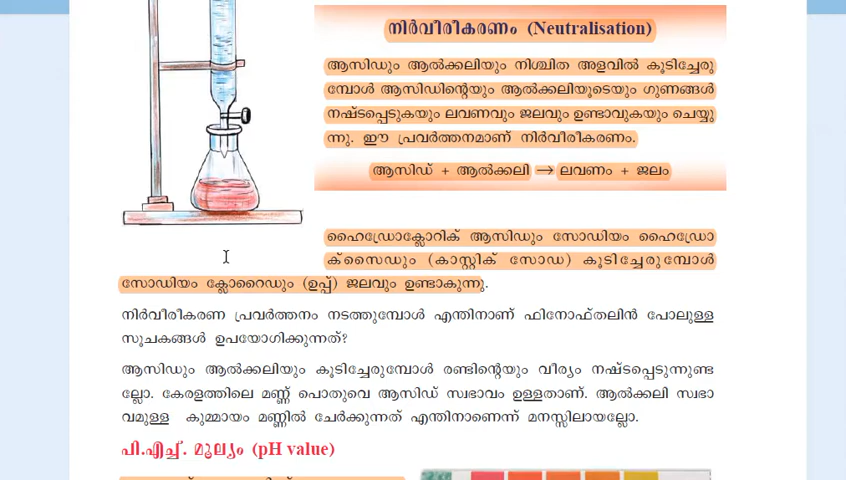 നിർവീരീകരണം (Neutralisation)
ആസിഡും ആൽക്കലിയും നിശ്ചിത അളവിൽ കൂടിച്ചേരു
മ്പോൾ ആസിഡിന്റെയും ആൽക്കലിയുടെയും ഗുണങ്ങൾ
നഷ്ടപ്പെടുകയും ലവണവും ജലവും ഉണ്ടാവുകയും ചെയ്യു
ന്നു. ഈ പ്രവർത്തനമാണ് നിർവീരീകരണം.
ആസിഡ് + ആൽക്കലി → ലവണം + ജലം
ഹൈഡ്രോക്ലോറിക് ആസിഡും സോഡിയം ഹൈഡ്രോ
ക്സൈഡും (കാസ്റ്റിക് സോഡ) കൂടിച്ചേരുമ്പോൾ
സോഡിയം ക്ലോറൈഡും (ഉപ്പ്) ജലവും ഉണ്ടാകുന്നു.
നിർവീരീകരണ പ്രവർത്തനം നടത്തുമ്പോൾ എന്തിനാണ് ഫിനോഫ്തലിൻ പോലുള്ള
സൂചകങ്ങൾ ഉപയോഗിക്കുന്നത്?
ആസിഡും ആൽക്കലിയും കൂടിച്ചേരുമ്പോൾ രണ്ടിന്റെയും വീര്യം നഷ്ടപ്പെടുന്നുണ്ട
ല്ലോ. കേരളത്തിലെ മണ്ണ് പൊതുവെ ആസിഡ് സ്വഭാവം ഉള്ളതാണ്. ആൽക്കലി സ്വഭാ
വമുള്ള കുമ്മായം മണ്ണിൽ ചേർക്കുന്നത് എന്തിനാണെന്ന് മനസ്സിലായല്ലോ.
പി.എച്ച്. മൂല്യം (pH value)